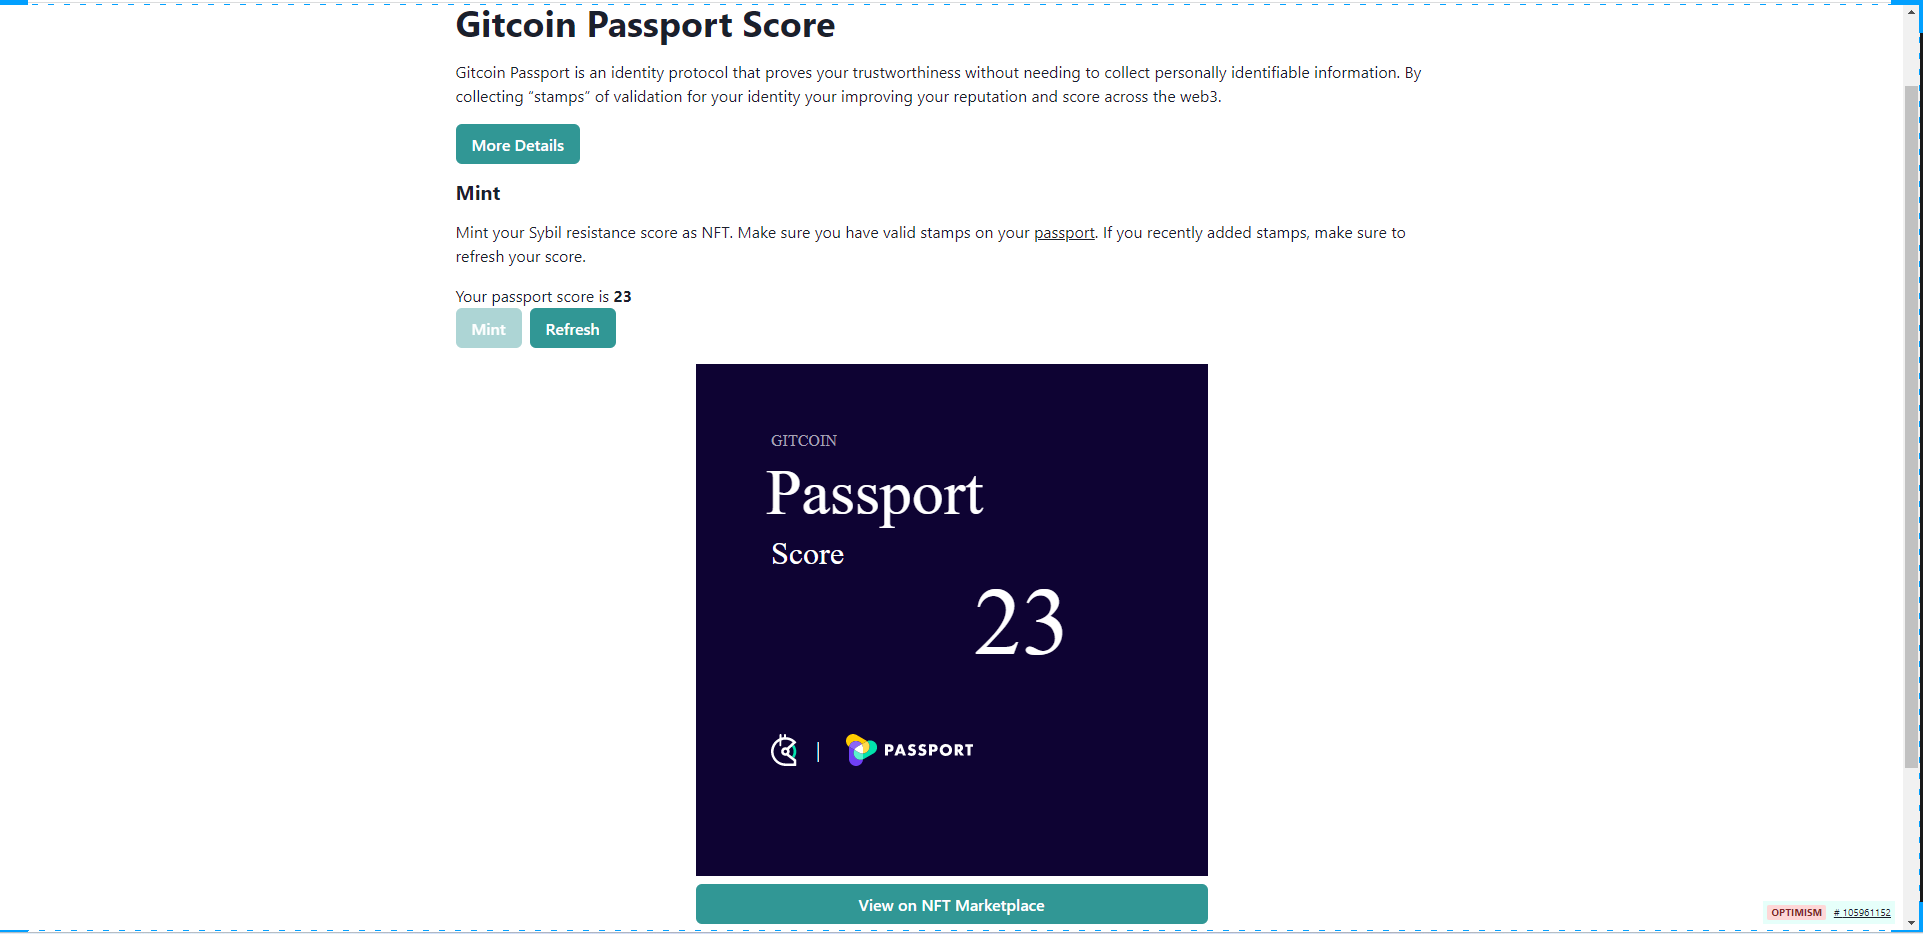 Gitcoin Passport Score
Gitcoin Passport is an identity protocol that proves your trustworthiness without needing to collect personally identifiable information. By
collecting “stamps” of validation for your identity your improving your reputation and score across the web3.
More Details
Mint
Mint your Sybil resistance score as NFT. Make sure you have valid stamps on your passport. If you recently added stamps, make sure to
refresh your score.
Your passport score is 23
Mint Refresh
GITCOIN
Passport
Score
23
| PASSPORT
View on NFT Marketplace
OPTIMISM # 105961152